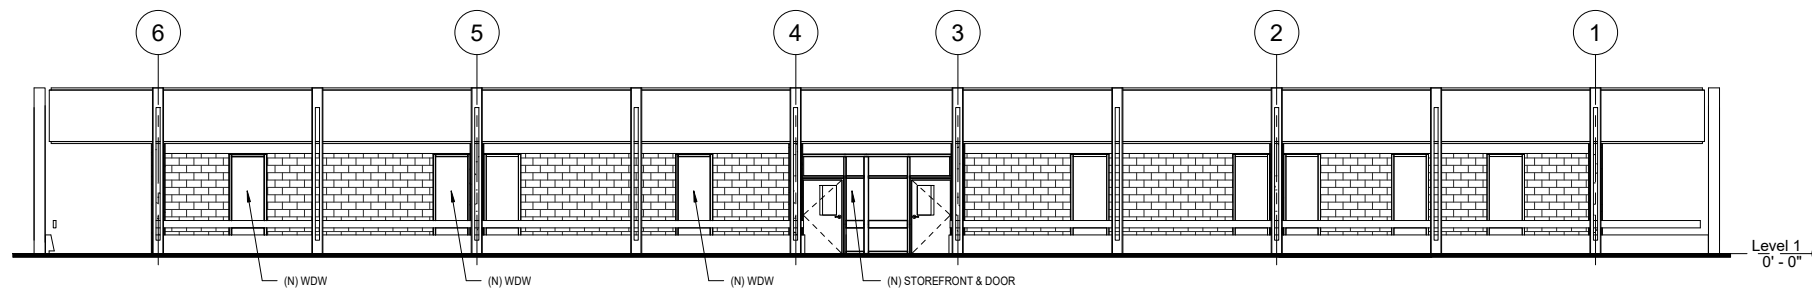 6 5 4 3 2 1
Level 1
0' - 0"
(N) WDW (N) WDW (N) WDW (N) STOREFRONT & DOOR